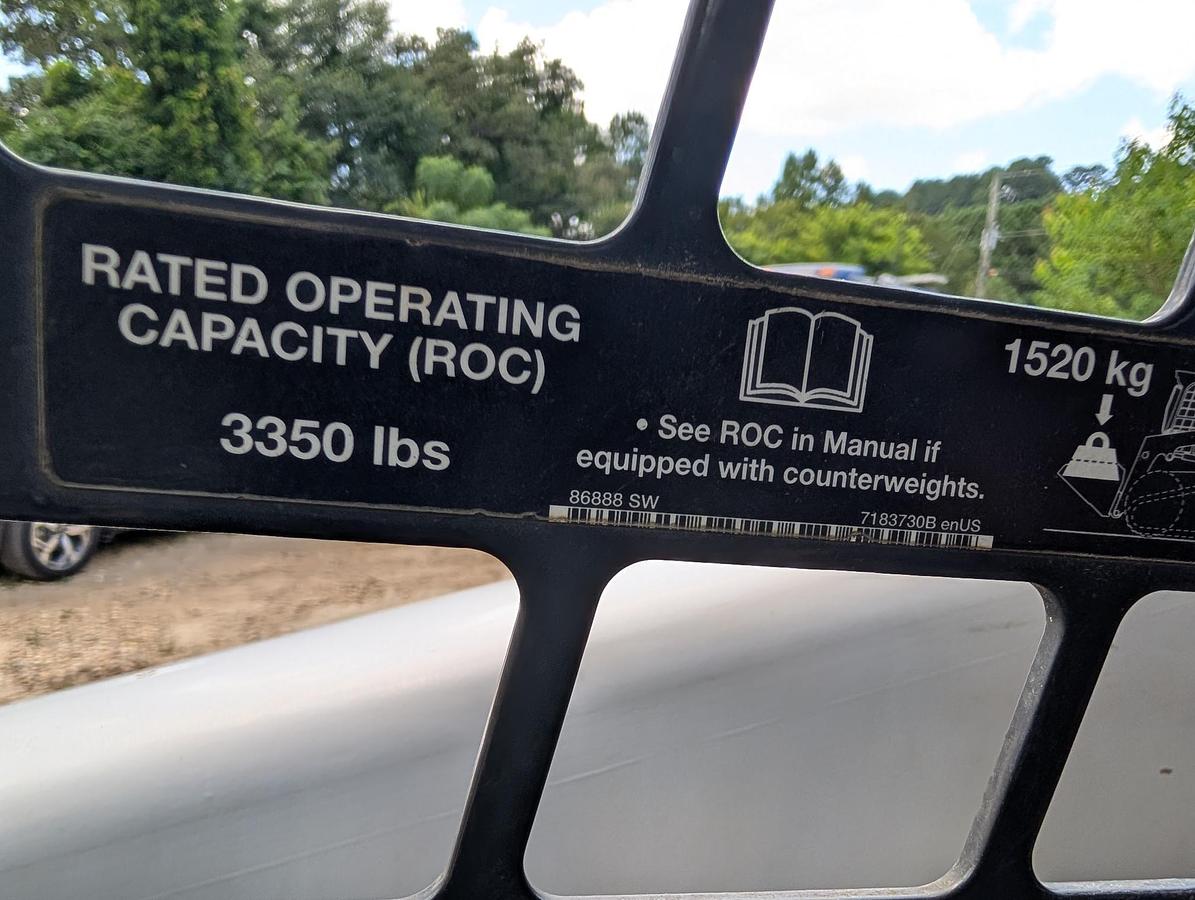 RATED OPERATING
CAPACITY (ROC)
3350 lbs
• See ROC in Manual if
equipped with counterweights.
86888 SW
7183730B enUS
1520 kg